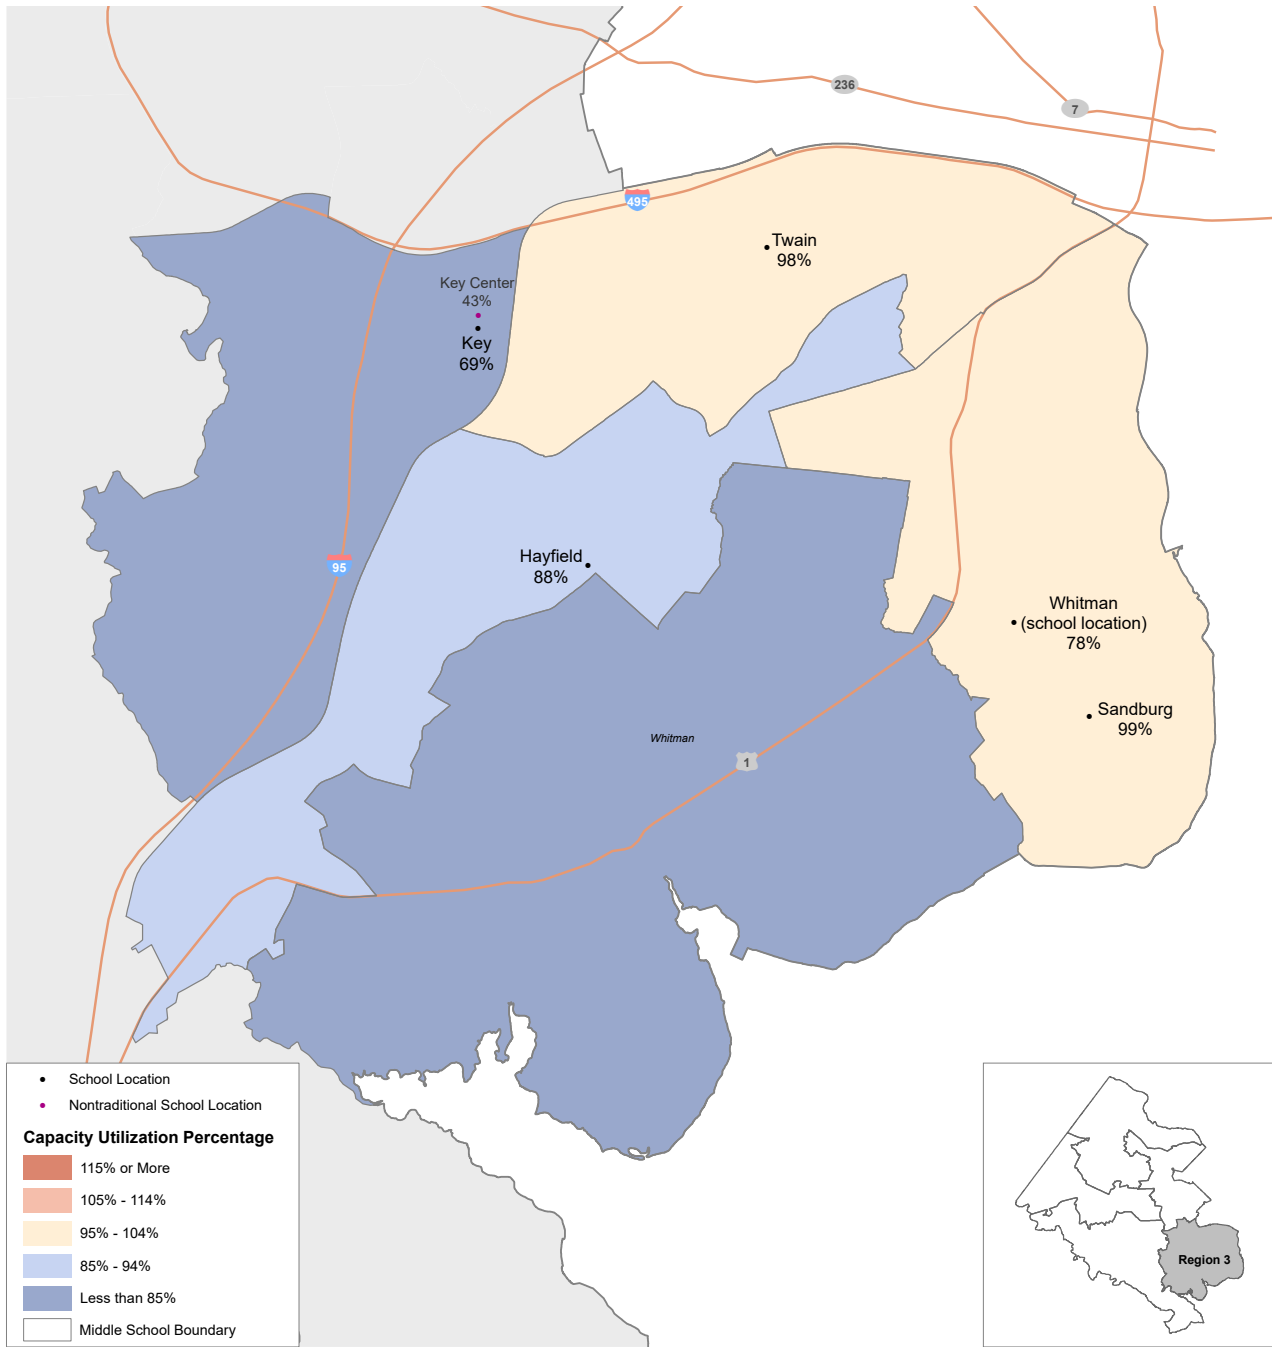 236
7
495
Twain
98%
Key Center
43%
Key
69%
Hayfield
88%
95
Whitman
(school location)
78%
Sandburg
99%
Whitman
1
School Location
Nontraditional School Location
Capacity Utilization Percentage
115% or More
105% - 114%
95% - 104%
85% - 94%
Less than 85%
Middle School Boundary
Region 3